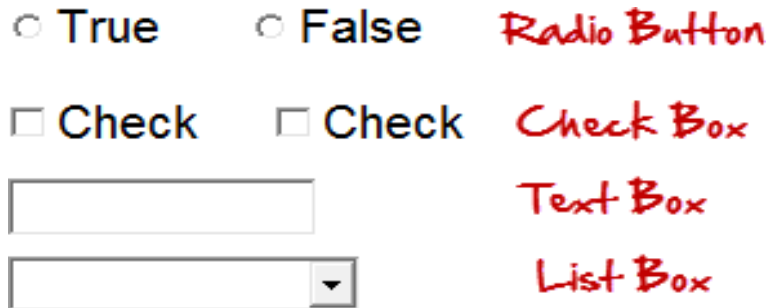 True False Radio Button
Check Check Check Box
Text Box
List Box